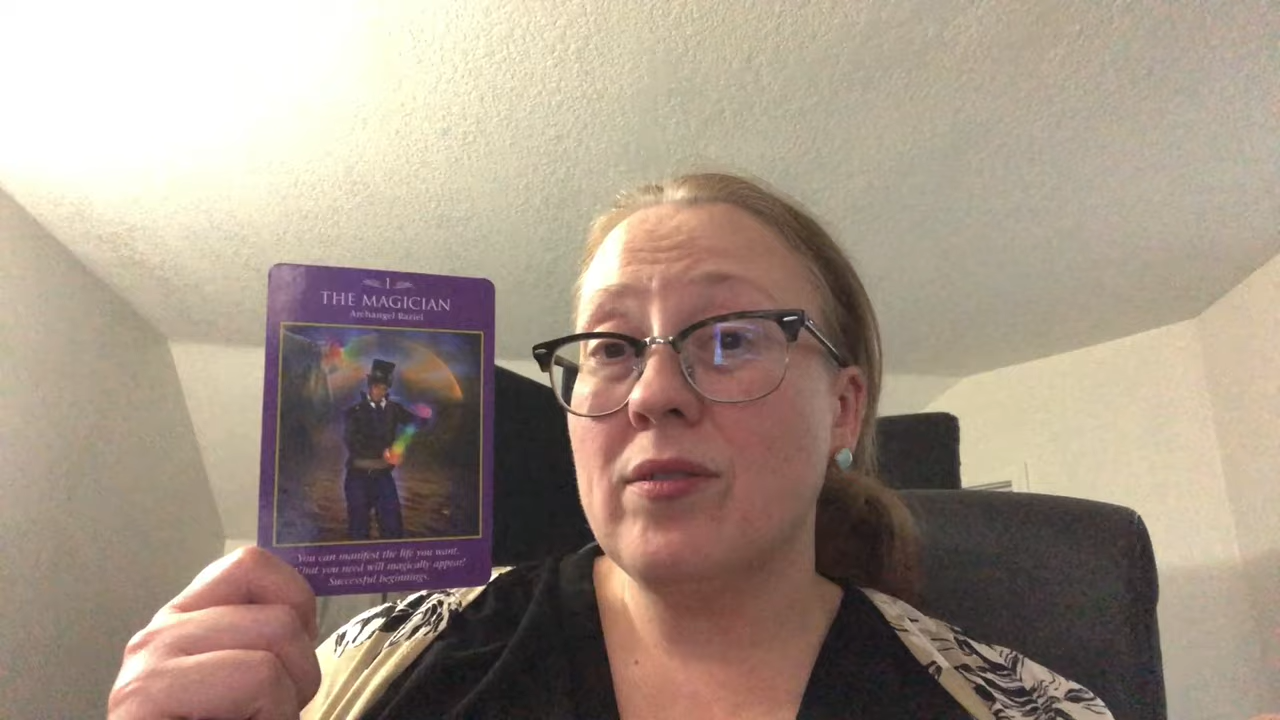 I
THE MAGICIAN
Archangel Raziel
You can manifest the life you want.
What you need will magically appear!
Successful beginnings.